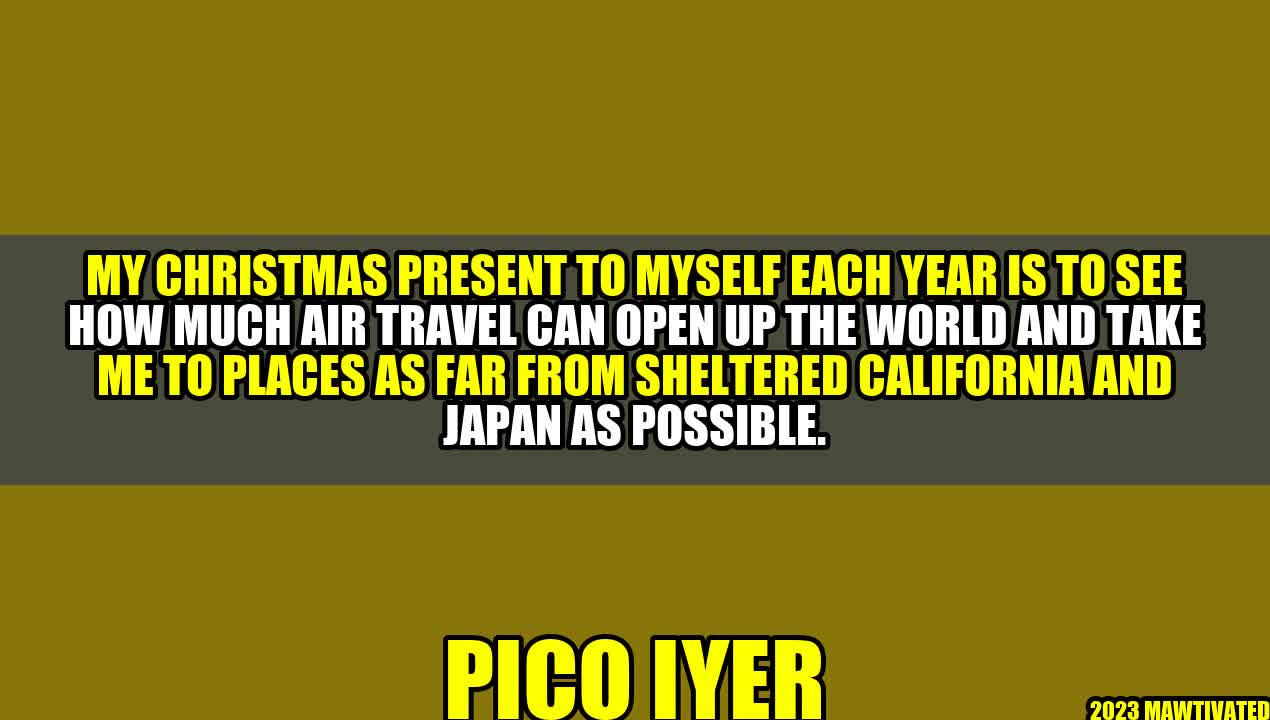 MY CHRISTMAS PRESENT TO MYSELF EACH YEAR IS TO SEE
HOW MUCH AIR TRAVEL CAN OPEN UP THE WORLD AND TAKE
ME TO PLACES AS FAR FROM SHELTERED CALIFORNIA AND
JAPAN AS POSSIBLE.
PICO IYER
2023 MAWTIVATED